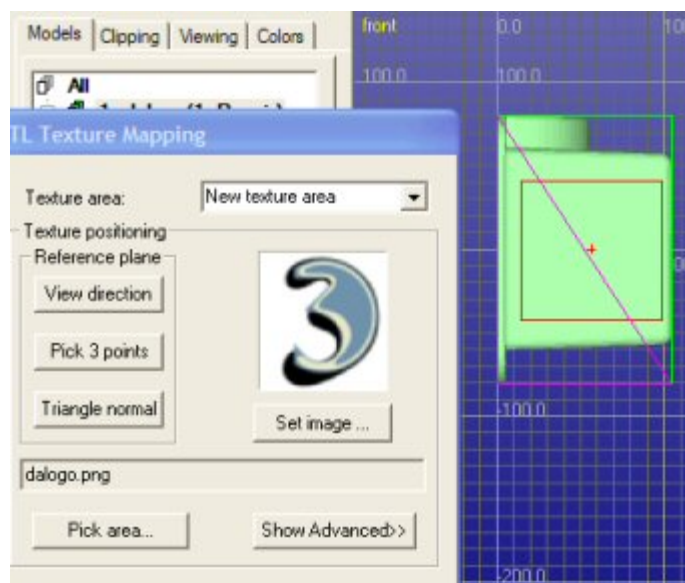 Models Clipping Viewing Colors
All
TL Texture Mapping
Texture area: New texture area
Texture positioning
Reference plane
View direction
Pick 3 points
Triangle normal
3
Set image ...
dalogo.png
Pick area... Show Advanced>>
front 0.0
100.0 100.0
-100.0
-200.0